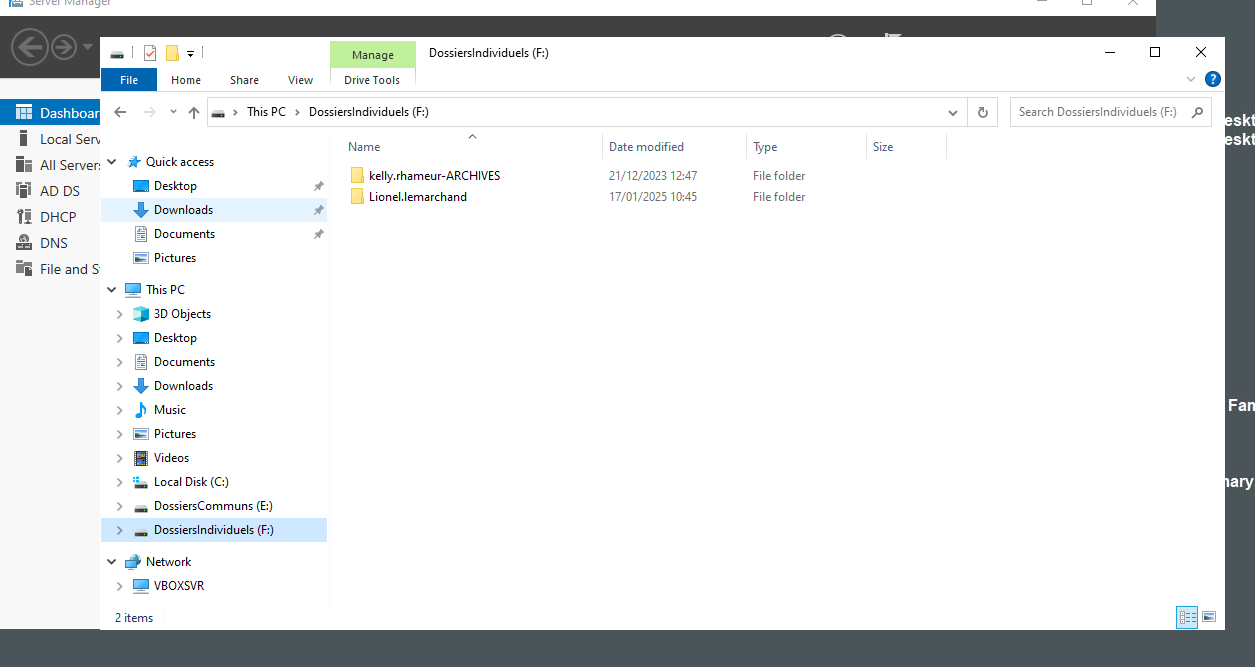 Server Manager
Manage
DossiersIndividuels (F:)
File
Home
Share
View
Drive Tools
This PC
DossiersIndividuels (F:)
Search DossiersIndividuels (F:)
Dashboar
Local Serv
All Servers
AD DS
DHCP
DNS
File and S
Quick access
Desktop
Downloads
Documents
Pictures
This PC
3D Objects
Desktop
Documents
Downloads
Music
Pictures
Videos
Local Disk (C:)
DossiersCommuns (E:)
DossiersIndividuels (F:)
Network
VBOXSVR
Name Date modified Type Size
kelly.rhameur-ARCHIVES 21/12/2023 12:47 File folder
Lionel.lemarchand 17/01/2025 10:45 File folder
2 items
eskt
eskt
Fam
nary